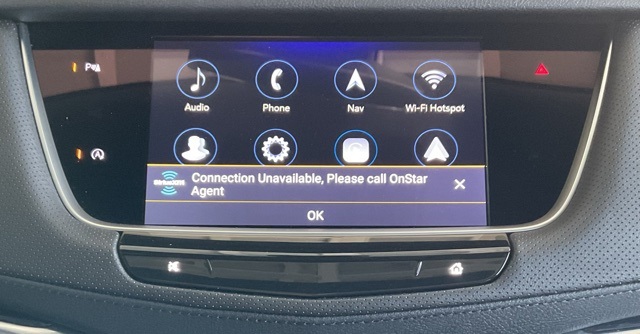 Audio
Phone
Nav
Wi-Fi Hotspot
Connection Unavailable, Please call OnStar
Agent
OK